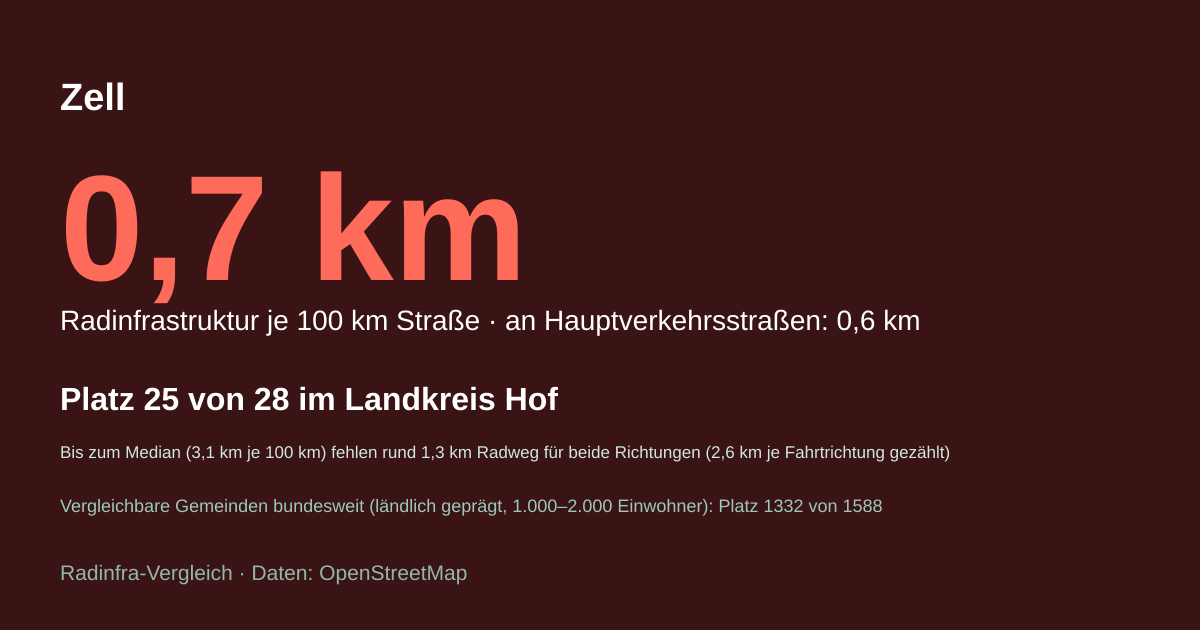 Zell
0,7 km
Radinfrastruktur je 100 km Straße · an Hauptverkehrsstraßen: 0,6 km
Platz 25 von 28 im Landkreis Hof
Bis zum Median (3,1 km je 100 km) fehlen rund 1,3 km Radweg für beide Richtungen (2,6 km je Fahrtrichtung gezählt)
Vergleichbare Gemeinden bundesweit (ländlich geprägt, 1.000–2.000 Einwohner): Platz 1332 von 1588
Radinfra-Vergleich · Daten: OpenStreetMap